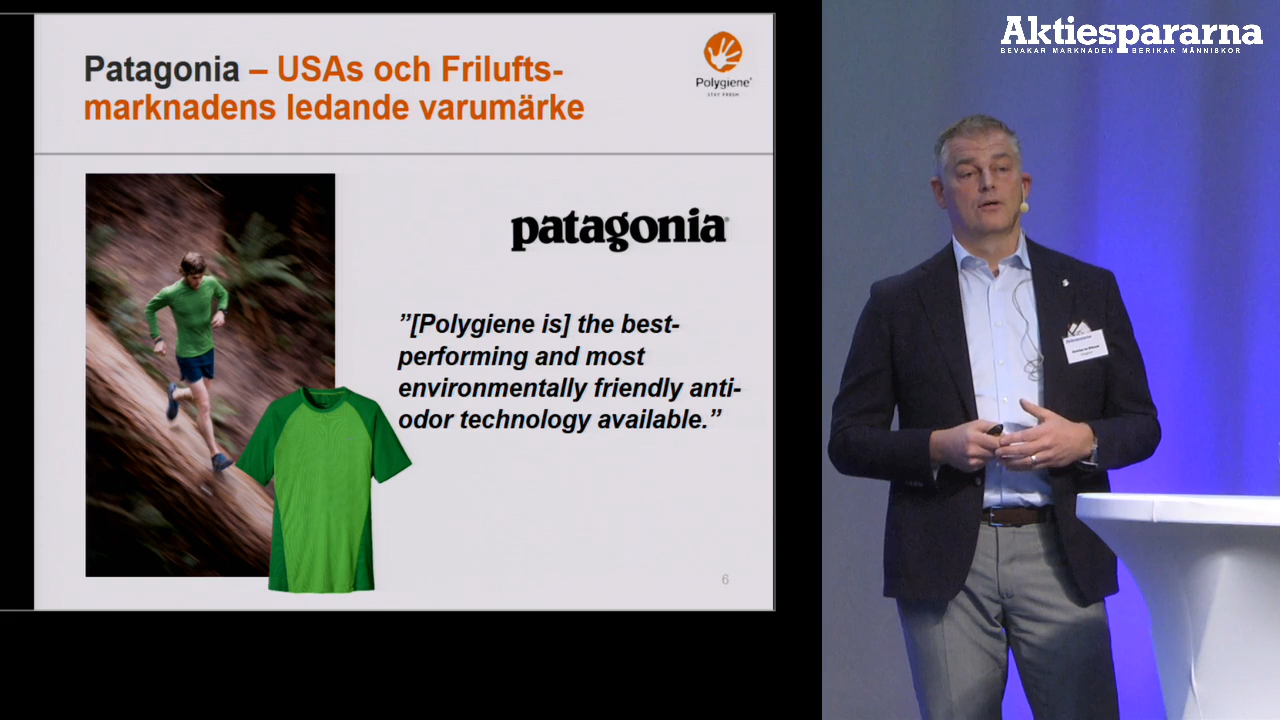 Patagonia – USAs och Frilufts-
marknadens ledande varumärke
Polygiene®
STAY FRESH
patagonia®
”[Polygiene is] the best-
performing and most
environmentally friendly anti-
odor technology available.”
6
Aktiespararna
BEVAKAR MARKNADEN BERIKAR MÄNNISKOR